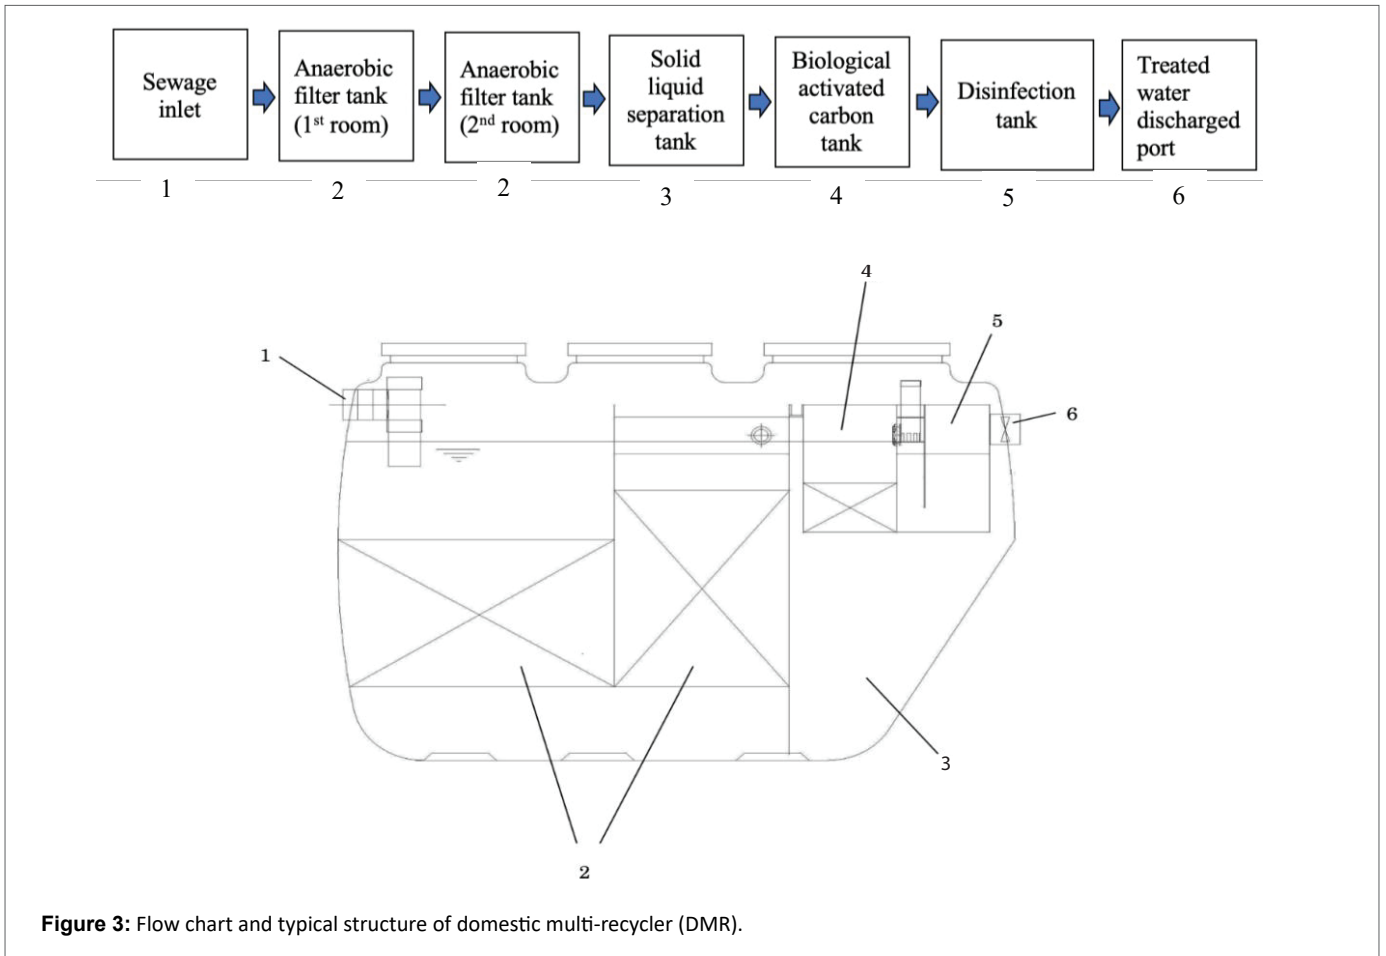 Sewage
inlet
Anaerobic
filter tank
(1st room)
Anaerobic
filter tank
(2nd room)
Solid
liquid
separation
tank
Biological
activated
carbon
tank
Disinfection
tank
Treated
water
discharged
port
1
2
2
3
4
5
6
4
5
1
6
3
2
Figure 3: Flow chart and typical structure of domestic multi-recycler (DMR).